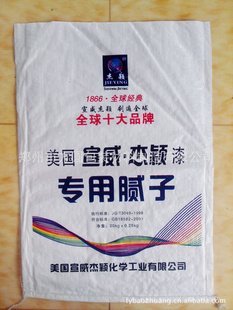 杰颖
JIEYING
1866·全球经典
宣威杰颖 刷遍全球
全球十大品牌
美国 宣威·杰颖漆
专用腻子
美国宣威杰颖化学工业有限公司